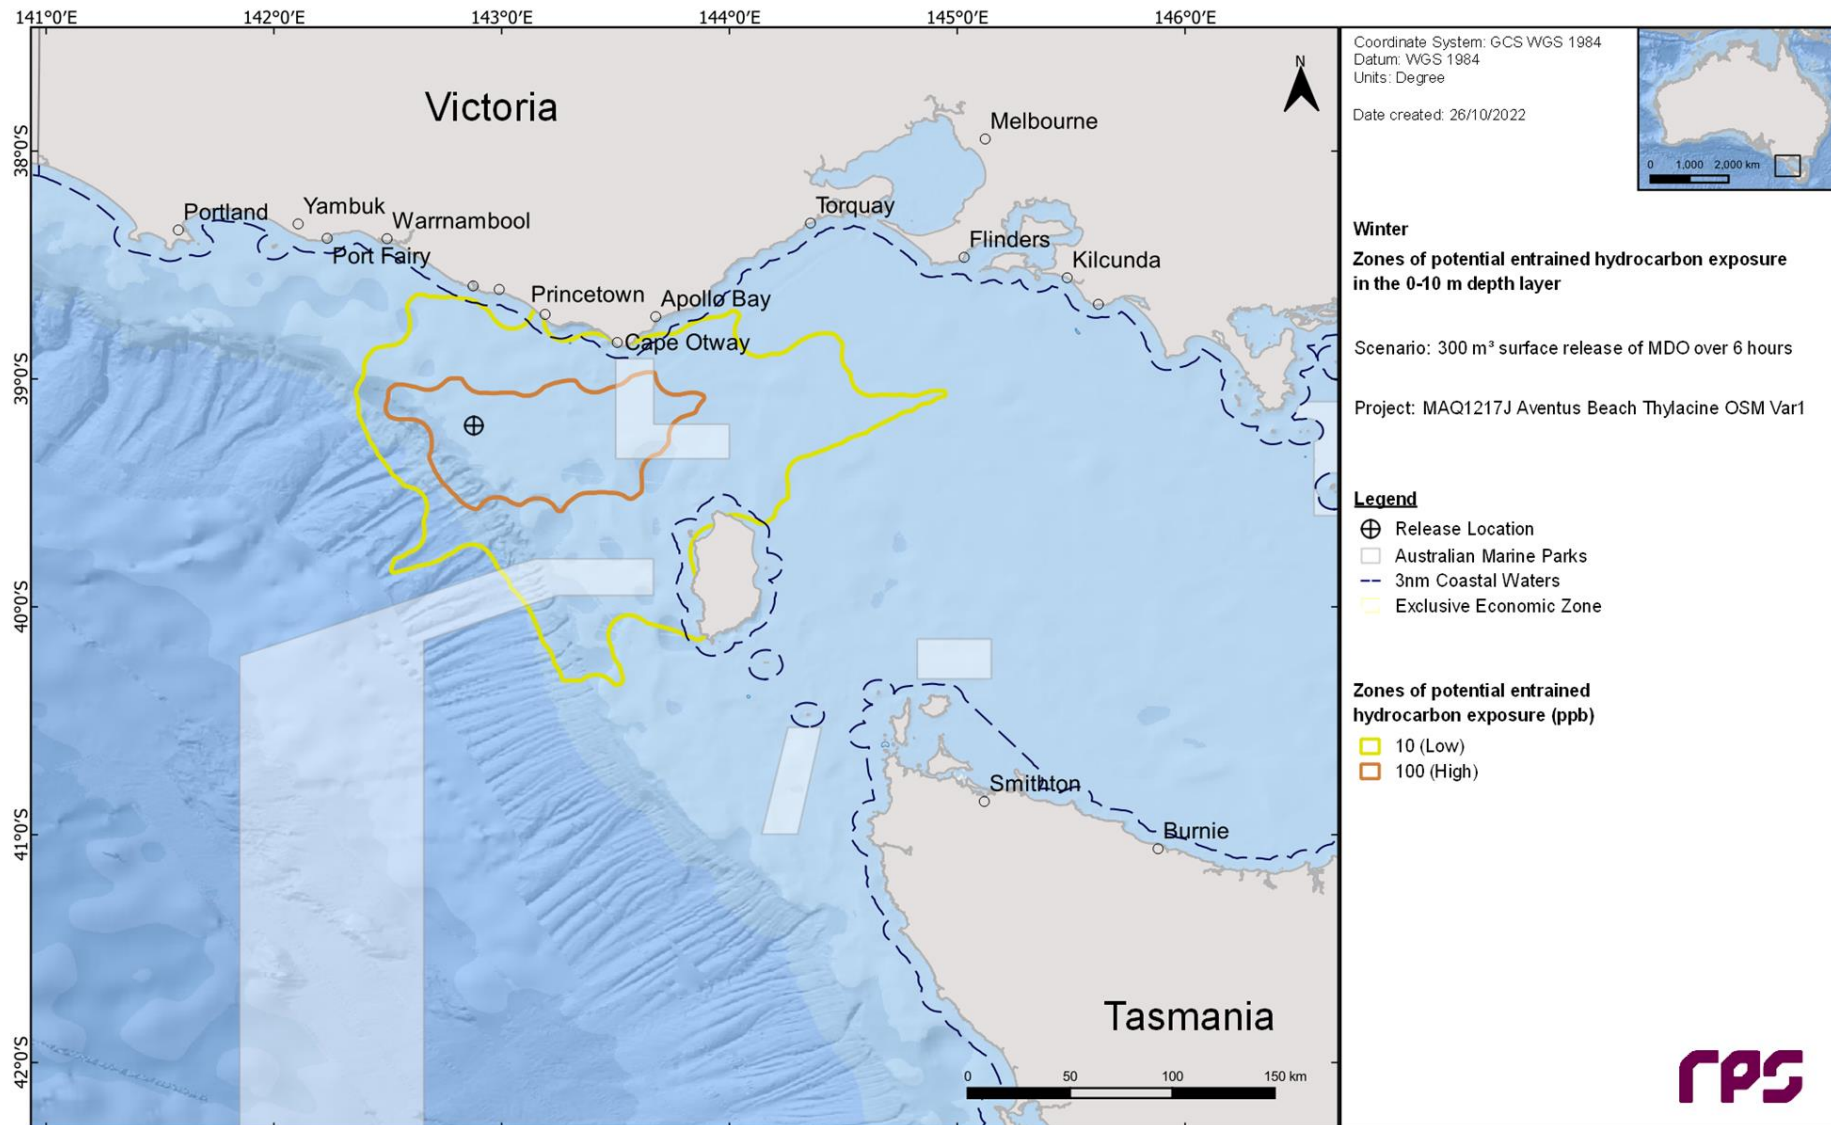 141°0'E 142°0'E 143°0'E 144°0'E 145°0'E 146°0'E
38°0'S
39°0'S
40°0'S
41°0'S
42°0'S
Victoria
N
Melbourne
Portland
Yambuk
Warrnambool
Port Fairy
Torquay
Flinders
Kilcunda
Princetown
Apollo Bay
Cape Otway
Smithton
Burnie
Tasmania
0 50 100 150 km
Coordinate System: GCS WGS 1984
Datum: WGS 1984
Units: Degree
Date created: 26/10/2022
0 1,000 2,000 km
Winter
Zones of potential entrained hydrocarbon exposure
in the 0-10 m depth layer
Scenario: 300 m³ surface release of MDO over 6 hours
Project: MAQ1217J Aventus Beach Thylacine OSM Var1
Legend
Release Location
Australian Marine Parks
3nm Coastal Waters
Exclusive Economic Zone
Zones of potential entrained
hydrocarbon exposure (ppb)
10 (Low)
100 (High)
rps